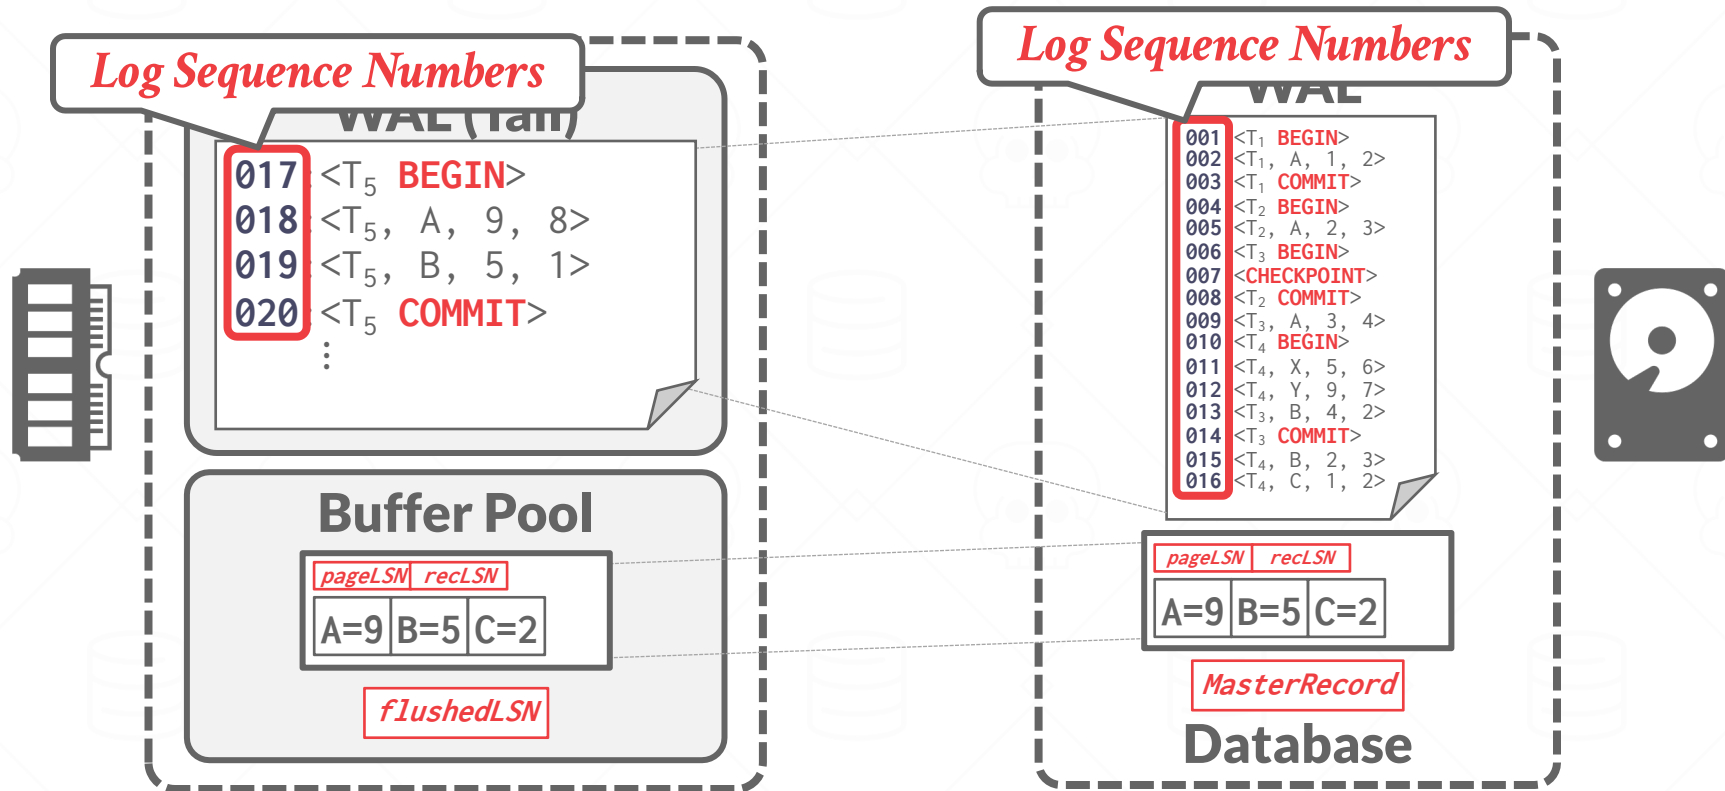 Log Sequence Numbers
WAL (Tail)
017:<T5 BEGIN>
018:<T5, A, 9, 8>
019:<T5, B, 5, 1>
020:<T5 COMMIT>
⋮
Buffer Pool
pageLSN recLSN
A=9 B=5 C=2
flushedLSN
Log Sequence Numbers
WAL
001:<T1 BEGIN>
002:<T1, A, 1, 2>
003:<T1 COMMIT>
004:<T2 BEGIN>
005:<T2, A, 2, 3>
006:<T3 BEGIN>
007:<CHECKPOINT>
008:<T2 COMMIT>
009:<T3, A, 3, 4>
010:<T4 BEGIN>
011:<T4, X, 5, 6>
012:<T4, Y, 9, 7>
013:<T3, B, 4, 2>
014:<T3 COMMIT>
015:<T4, B, 2, 3>
016:<T4, C, 1, 2>
pageLSN recLSN
A=9 B=5 C=2
MasterRecord
Database